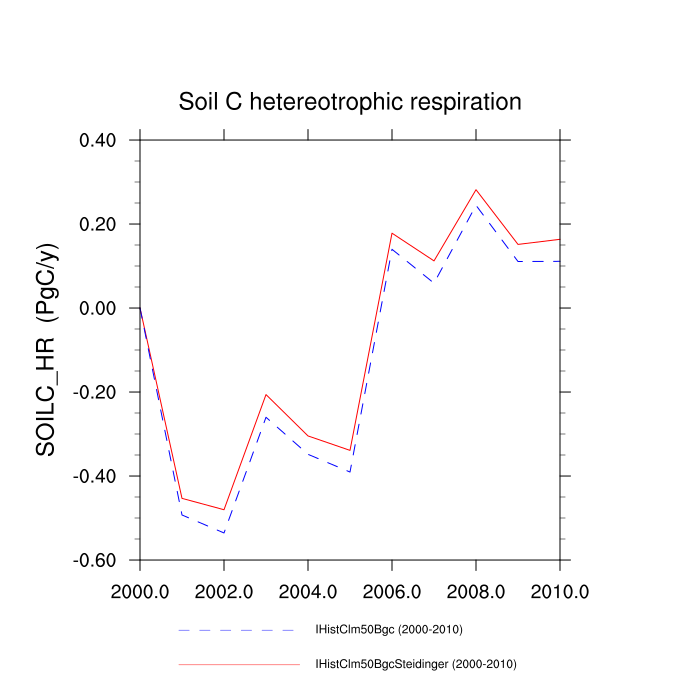 Soil C hetereotrophic respiration
SOILC_HR (PgC/y)
0.40
0.20
0.00
-0.20
-0.40
-0.60
2000.0 2002.0 2004.0 2006.0 2008.0 2010.0
IHistClm50Bgc (2000-2010)
IHistClm50BgcSteidinger (2000-2010)